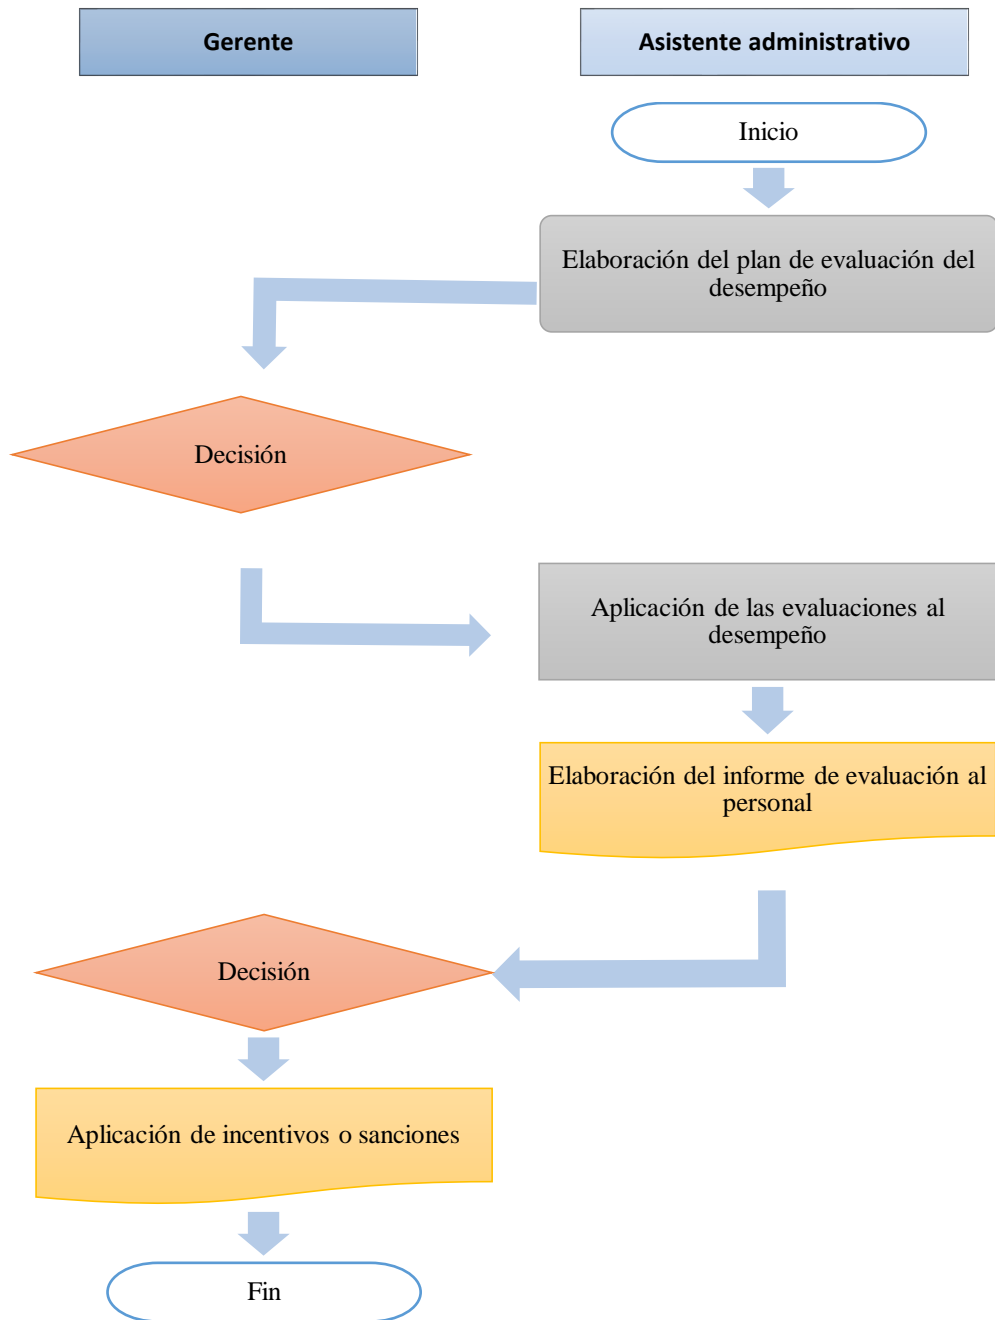 Gerente
Asistente administrativo
Inicio
Elaboración del plan de evaluación del
desempeño
Decisión
Aplicación de las evaluaciones al
desempeño
Elaboración del informe de evaluación al
personal
Decisión
Aplicación de incentivos o sanciones
Fin